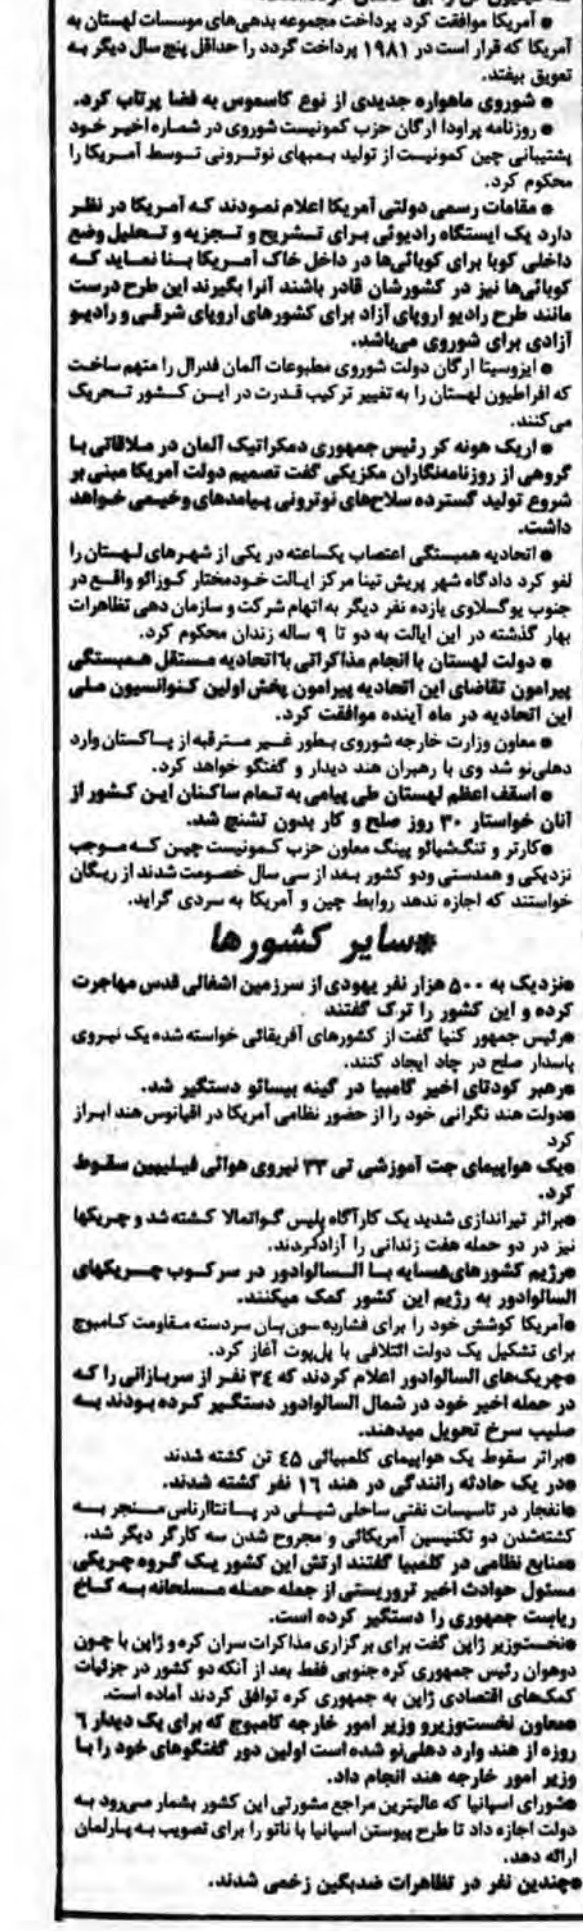 ● آمریکا موافقت کرد پرداخت مجموعه بدهی‌های موسسات لهستان به
آمریکا که قرار است در ۱۹۸۱ پرداخت گردد را حداقل پنج سال دیگر به
تعویق بیفتد.
● شوروی ماهواره جدیدی از نوع کاسموس به فضا پرتاب کرد.
● روزنامه پراودا ارگان حزب کمونیست شوروی در شماره اخیر خود
پشتیبانی چین کمونیست از تولید بمبهای نوترونی توسط آمریکا را
محکوم کرد.
● مقامات رسمی دولتی آمریکا اعلام نمودند که آمریکا در نظر
دارد یک ایستگاه رادیوئی برای تشریح و تجزیه و تحلیل وضع
داخلی کوبا برای کوبائی‌ها در داخل خاک آمریکا بنا نماید که
کوبائی‌ها نیز در کشورشان قادر باشند آنرا بگیرند این طرح درست
مانند طرح رادیو اروپای آزاد برای کشورهای اروپای شرقی و رادیو
آزادی برای شوروی می‌باشد.
● ایزوسیتا ارگان دولت شوروی مطبوعات آلمان فدرال را متهم ساخت
که افراطیون لهستان را به تغییر ترکیب قدرت در این کشور تحریک
می‌کنند.
● اریک هونه کر رئیس جمهوری دمکراتیک آلمان در ملاقاتی با
گروهی از روزنامه‌نگاران مکزیکی گفت تصمیم دولت آمریکا مبنی بر
شروع تولید گسترده سلاح‌های نوترونی پیامدهای وخیمی خواهد
داشت.
● اتحادیه همبستگی اعتصاب یکساعته در یکی از شهرهای لهستان را
لغو کرد دادگاه شهر پریش تینا مرکز ایالت خودمختار کوزائو واقع در
جنوب یوگسلاوی یازده نفر دیگر به‌اتهام شرکت و سازمان دهی تظاهرات
بهار گذشته در این ایالت به دو تا ۹ ساله زندان محکوم کرد.
● دولت لهستان با انجام مذاکراتی با اتحادیه مستقل همبستگی
پیرامون تقاضای این اتحادیه پیرامون پخش اولین کنوانسیون ملی
این اتحادیه در ماه آینده موافقت کرد.
● معاون وزارت خارجه شوروی بطور غیر مترقبه از پاکستان وارد
دهلی‌نو شد وی با رهبران هند دیدار و گفتگو خواهد کرد.
● اسقف اعظم لهستان طی پیامی به تمام ساکنان این کشور از
آنان خواستار ۳۰ روز صلح و کار بدون تشنج شد.
●کارتر و تنگ‌شیائو پینگ معاون حزب کمونیست چین که موجب
نزدیکی و همدستی ودو کشور بعد از سی سال خصومت شدند از ریگان
خواستند که اجازه ندهد روابط چین و آمریکا به سردی گراید.
*سایر کشورها
●نزدیک به ۵۰۰ هزار نفر یهودی از سرزمین اشغالی قدس مهاجرت
کرده و این کشور را ترک گفتند
●رئیس جمهور کنیا گفت از کشورهای آفریقائی خواسته شده یک نیروی
پاسدار صلح در چاد ایجاد کنند.
●رهبر کودتای اخیر گامبیا در گینه بیسائو دستگیر شد.
●دولت هند نگرانی خود را از حضور نظامی آمریکا در اقیانوس هند ابراز
کرد
●یک هواپیمای جت آموزشی تی ۳۳ نیروی هوائی فیلیپین سقوط
کرد.
●براثر تیراندازی شدید یک کارآگاه پلیس گواتمالا کشته شد و چریکها
نیز در دو حمله هفت زندانی را آزادکردند.
●رژیم کشورهای‌همسایه با السالوادور در سرکوب چریکهای
السالوادور به رژیم این کشور کمک میکنند.
●آمریکا کوشش خود را برای فشاربه سون‌سان سردسته مقاومت کامبوج
برای تشکیل یک دولت ائتلافی با پل‌پوت آغاز کرد.
●چریک‌های السالوادور اعلام کردند که ۳٤ نفر از سربازانی را که
در حمله اخیر خود در شمال السالوادور دستگیر کرده بودند به
صلیب سرخ تحویل میدهند.
●براثر سقوط یک هواپیمای کلمبیائی ٤۵ تن کشته شدند
●در یک حادثه رانندگی در هند ۱٦ نفر کشته شدند.
●انفجار در تاسیسات نفتی ساحلی شیلی در پانتاارناس منجر به
کشته‌شدن دو تکنیسین آمریکائی و مجروح شدن سه کارگر دیگر شد.
●منابع نظامی در کلمبیا گفتند ارتش این کشور یک گروه چریکی
مسئول حوادث اخیر تروریستی از جمله حمله مسلحانه به کاخ
ریاست جمهوری را دستگیر کرده است.
●نخست‌وزیر ژاپن گفت برای برگزاری مذاکرات سران کره و ژاپن با چون
دوهوان رئیس جمهوری کره جنوبی فقط بعد از آنکه دو کشور در جزئیات
کمک‌های اقتصادی ژاپن به جمهوری کره توافق کردند آماده است.
●معاون نخست‌وزیرو وزیر امور خارجه کامبوج که برای یک دیدار ٦
روزه از هند وارد دهلی‌نو شده است اولین دور گفتگوهای خود را با
وزیر امور خارجه هند انجام داد.
●شورای اسپانیا که عالیترین مراجع مشورتی این کشور بشمار می‌رود به
دولت اجازه داد تا طرح پیوستن اسپانیا با ناتو را برای تصویب به پارلمان
ارائه دهد.
●چندین نفر در تظاهرات ضدبگین زخمی شدند.